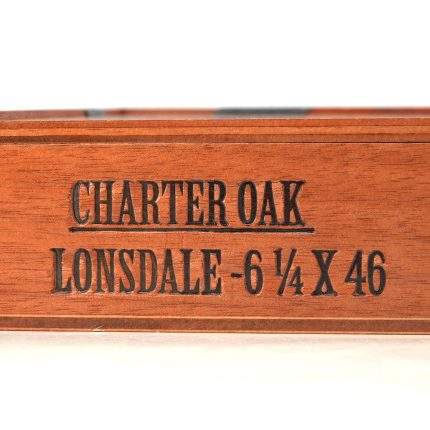 CHARTER OAK
LONSDALE -6 ¼ X 46